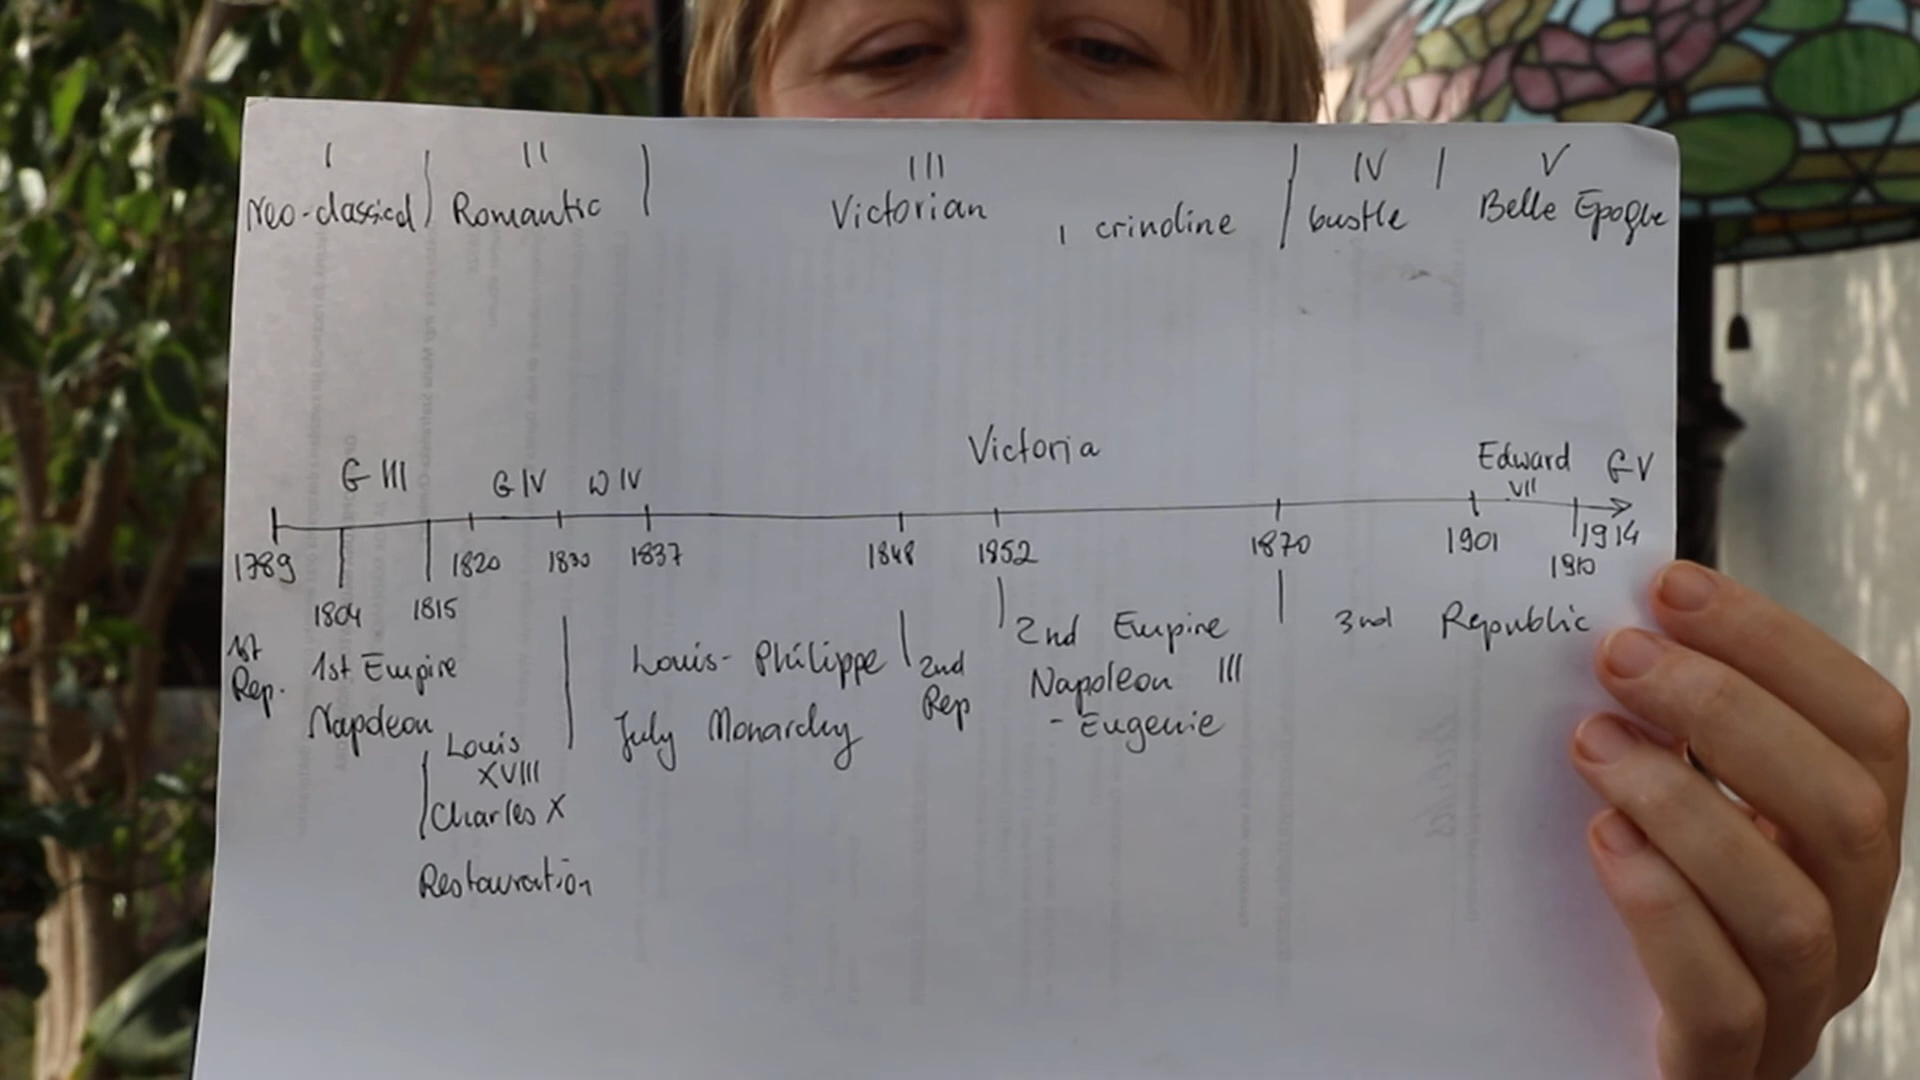 I II III IV V
Neo-classical Romantic Victorian crinoline bustle Belle Epoque
Victoria
G III G IV W IV Edward VII G V
1789 1804 1815 1820 1830 1837 1848 1852 1870 1901 1910 1914
1st Rep.
1st Empire
Napoleon
Louis XVIII
Charles X
Restauration
Louis-Philippe
July Monarchy
2nd Rep
2nd Empire
Napoleon III
- Eugenie
3nd Republic